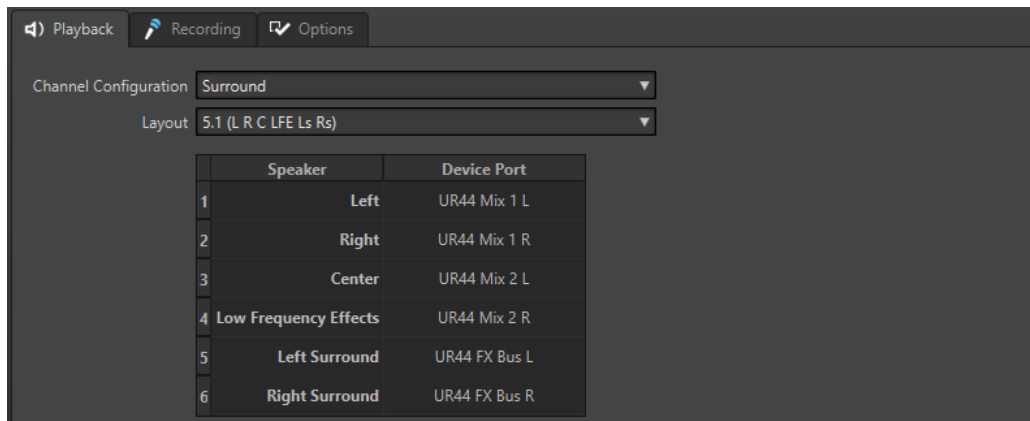 Playback Recording Options
Channel Configuration Surround
Layout 5.1 (L R C LFE Ls Rs)
Speaker Device Port
1 Left UR44 Mix 1 L
2 Right UR44 Mix 1 R
3 Center UR44 Mix 2 L
4 Low Frequency Effects UR44 Mix 2 R
5 Left Surround UR44 FX Bus L
6 Right Surround UR44 FX Bus R